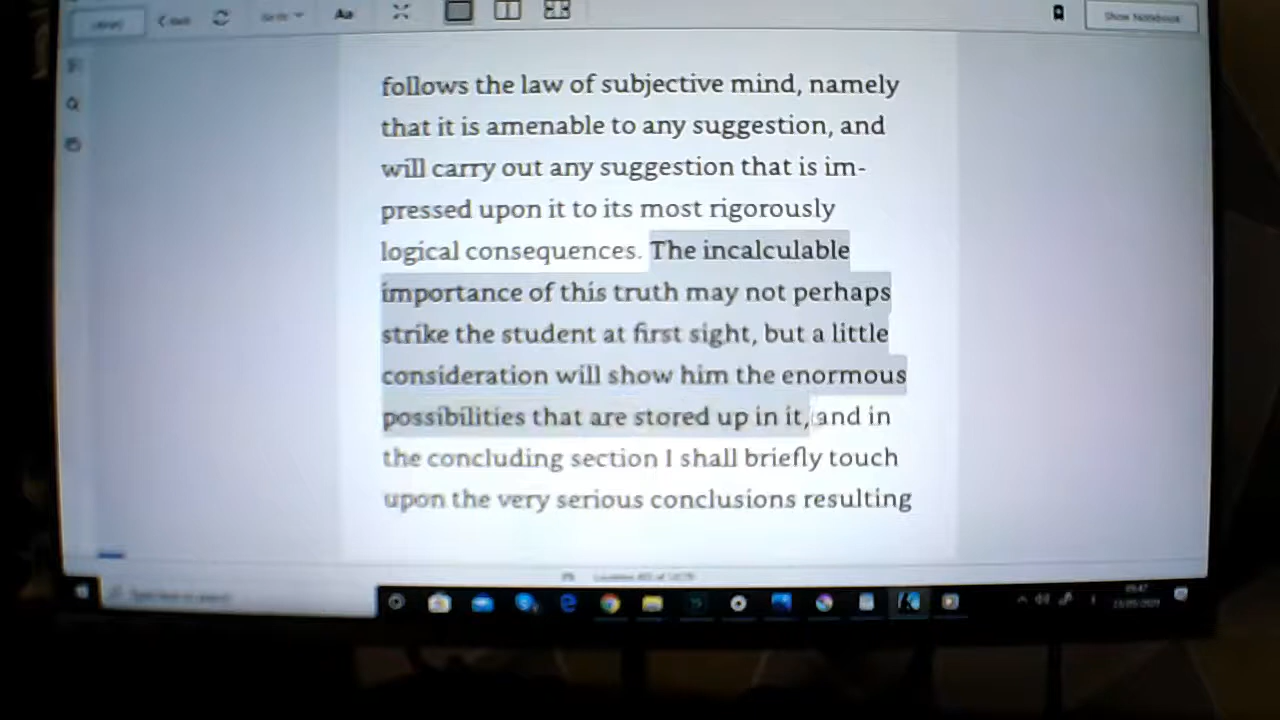 Aa
Show Notebook
follows the law of subjective mind, namely
that it is amenable to any suggestion, and
will carry out any suggestion that is im-
pressed upon it to its most rigorously
logical consequences. The incalculable
importance of this truth may not perhaps
strike the student at first sight, but a little
consideration will show him the enormous
possibilities that are stored up in it, and in
the concluding section I shall briefly touch
upon the very serious conclusions resulting